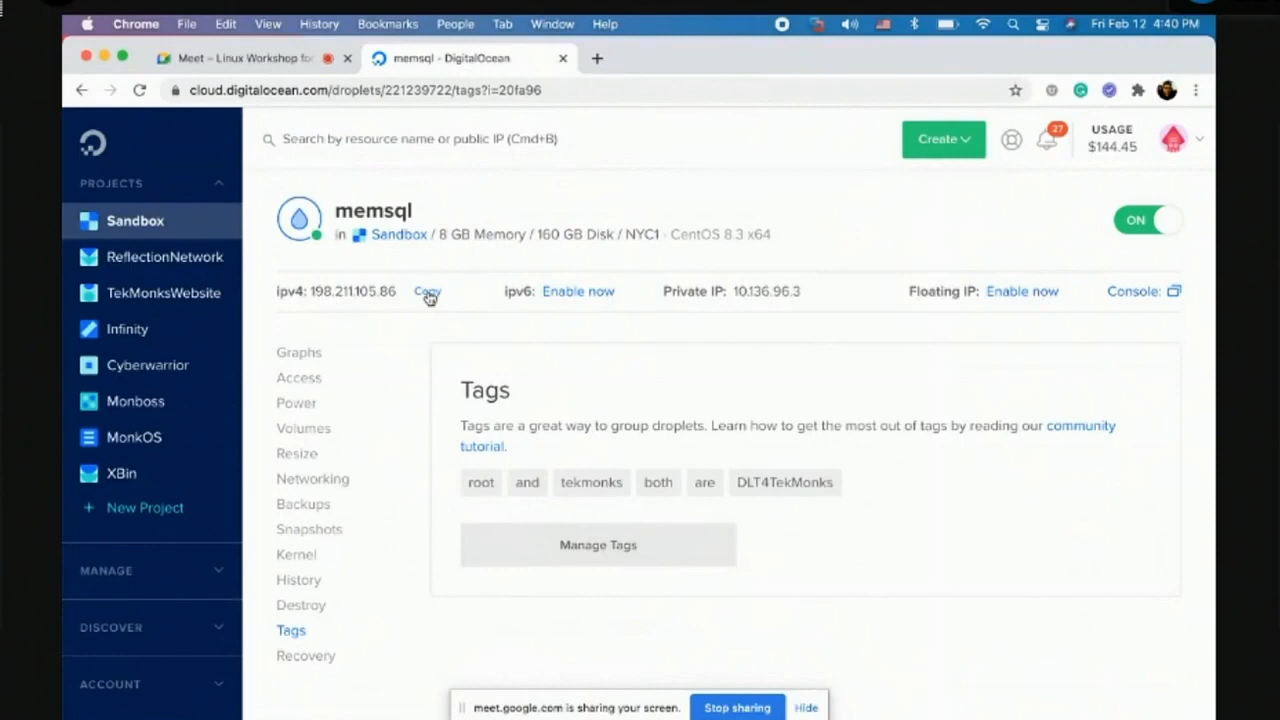 Chrome File Edit View History Bookmarks People Tab Window Help Fri Feb 12 4:40 PM
Meet – Linux Workshop for memsql - DigitalOcean
cloud.digitalocean.com/droplets/221239722/tags?i=20fa96
Search by resource name or public IP (Cmd+B) Create 27 USAGE
$144.45
PROJECTS
Sandbox
ReflectionNetwork
TekMonksWebsite
Infinity
Cyberwarrior
Monboss
MonkOS
XBin
+ New Project
MANAGE
DISCOVER
ACCOUNT
memsql
in Sandbox / 8 GB Memory / 160 GB Disk / NYC1 - CentOS 8.3 x64
ON
ipv4: 198.211.105.86 Copy ipv6: Enable now Private IP: 10.136.96.3 Floating IP: Enable now Console:
Graphs
Access
Power
Volumes
Resize
Networking
Backups
Snapshots
Kernel
History
Destroy
Tags
Recovery
Tags
Tags are a great way to group droplets. Learn how to get the most out of tags by reading our community
tutorial.
root and tekmonks both are DLT4TekMonks
Manage Tags
meet.google.com is sharing your screen. Stop sharing Hide